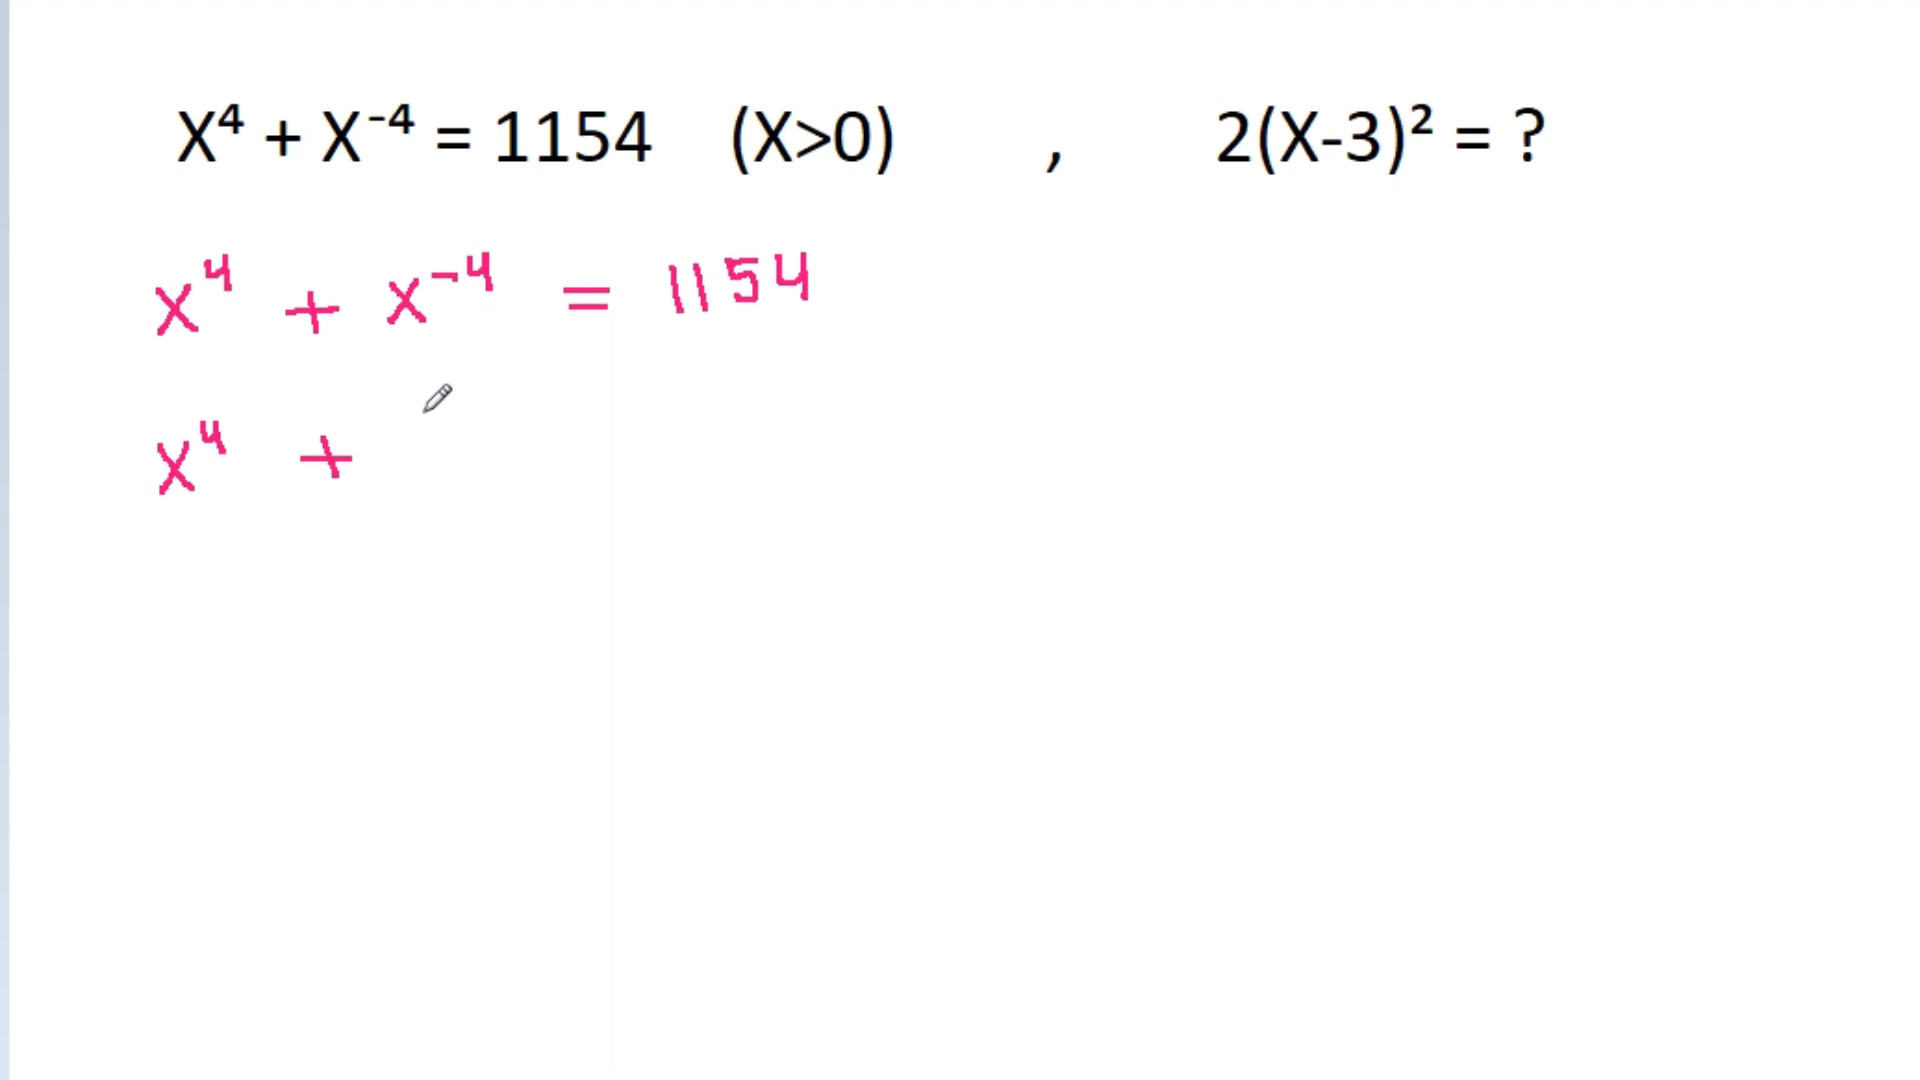 X⁴ + X⁻⁴ = 1154 (X>0) , 2(X-3)² = ?
x⁴ + x⁻⁴ = 1154
x⁴ +